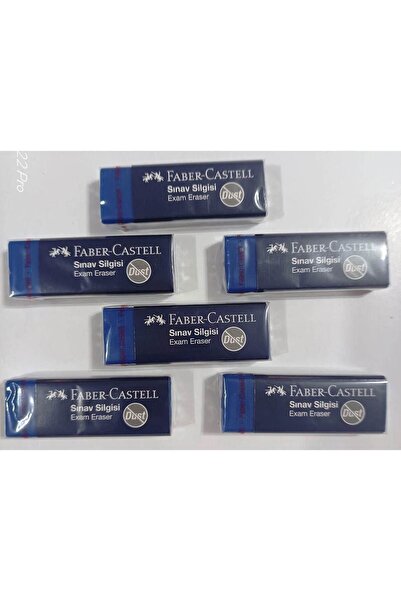 22 Pro
FABER-CASTELL
Sınav Silgisi
Exam Eraser
Dust
FABER-CASTELL
Sınav Silgisi
Exam Eraser
Dust
FABER-CASTELL
Sınav Silgisi
Exam Eraser
Dust
FABER-CASTELL
Sınav Silgisi
Exam Eraser
Dust
FABER-CASTELL
Sınav Silgisi
Exam Eraser
Dust
FABER-CASTELL
Sınav Silgisi
Exam Eraser
Dust